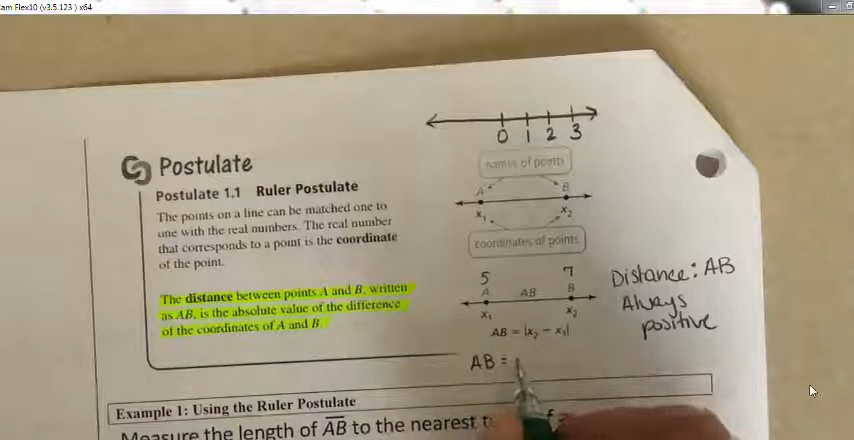 am Flex10 (v3.5.123) x64
0 1 2 3
Postulate
names of points
Postulate 1.1 Ruler Postulate
A B
The points on a line can be matched one to
one with the real numbers. The real number
that corresponds to a point is the coordinate
of the point.
x₁ x₂
coordinates of points
5 7
A AB B
x₁ x₂
AB = |x₂ − x₁|
The distance between points A and B, written
as AB, is the absolute value of the difference
of the coordinates of A and B.
Distance: AB
Always
positive
AB =
Example 1: Using the Ruler Postulate
Measure the length of AB to the nearest